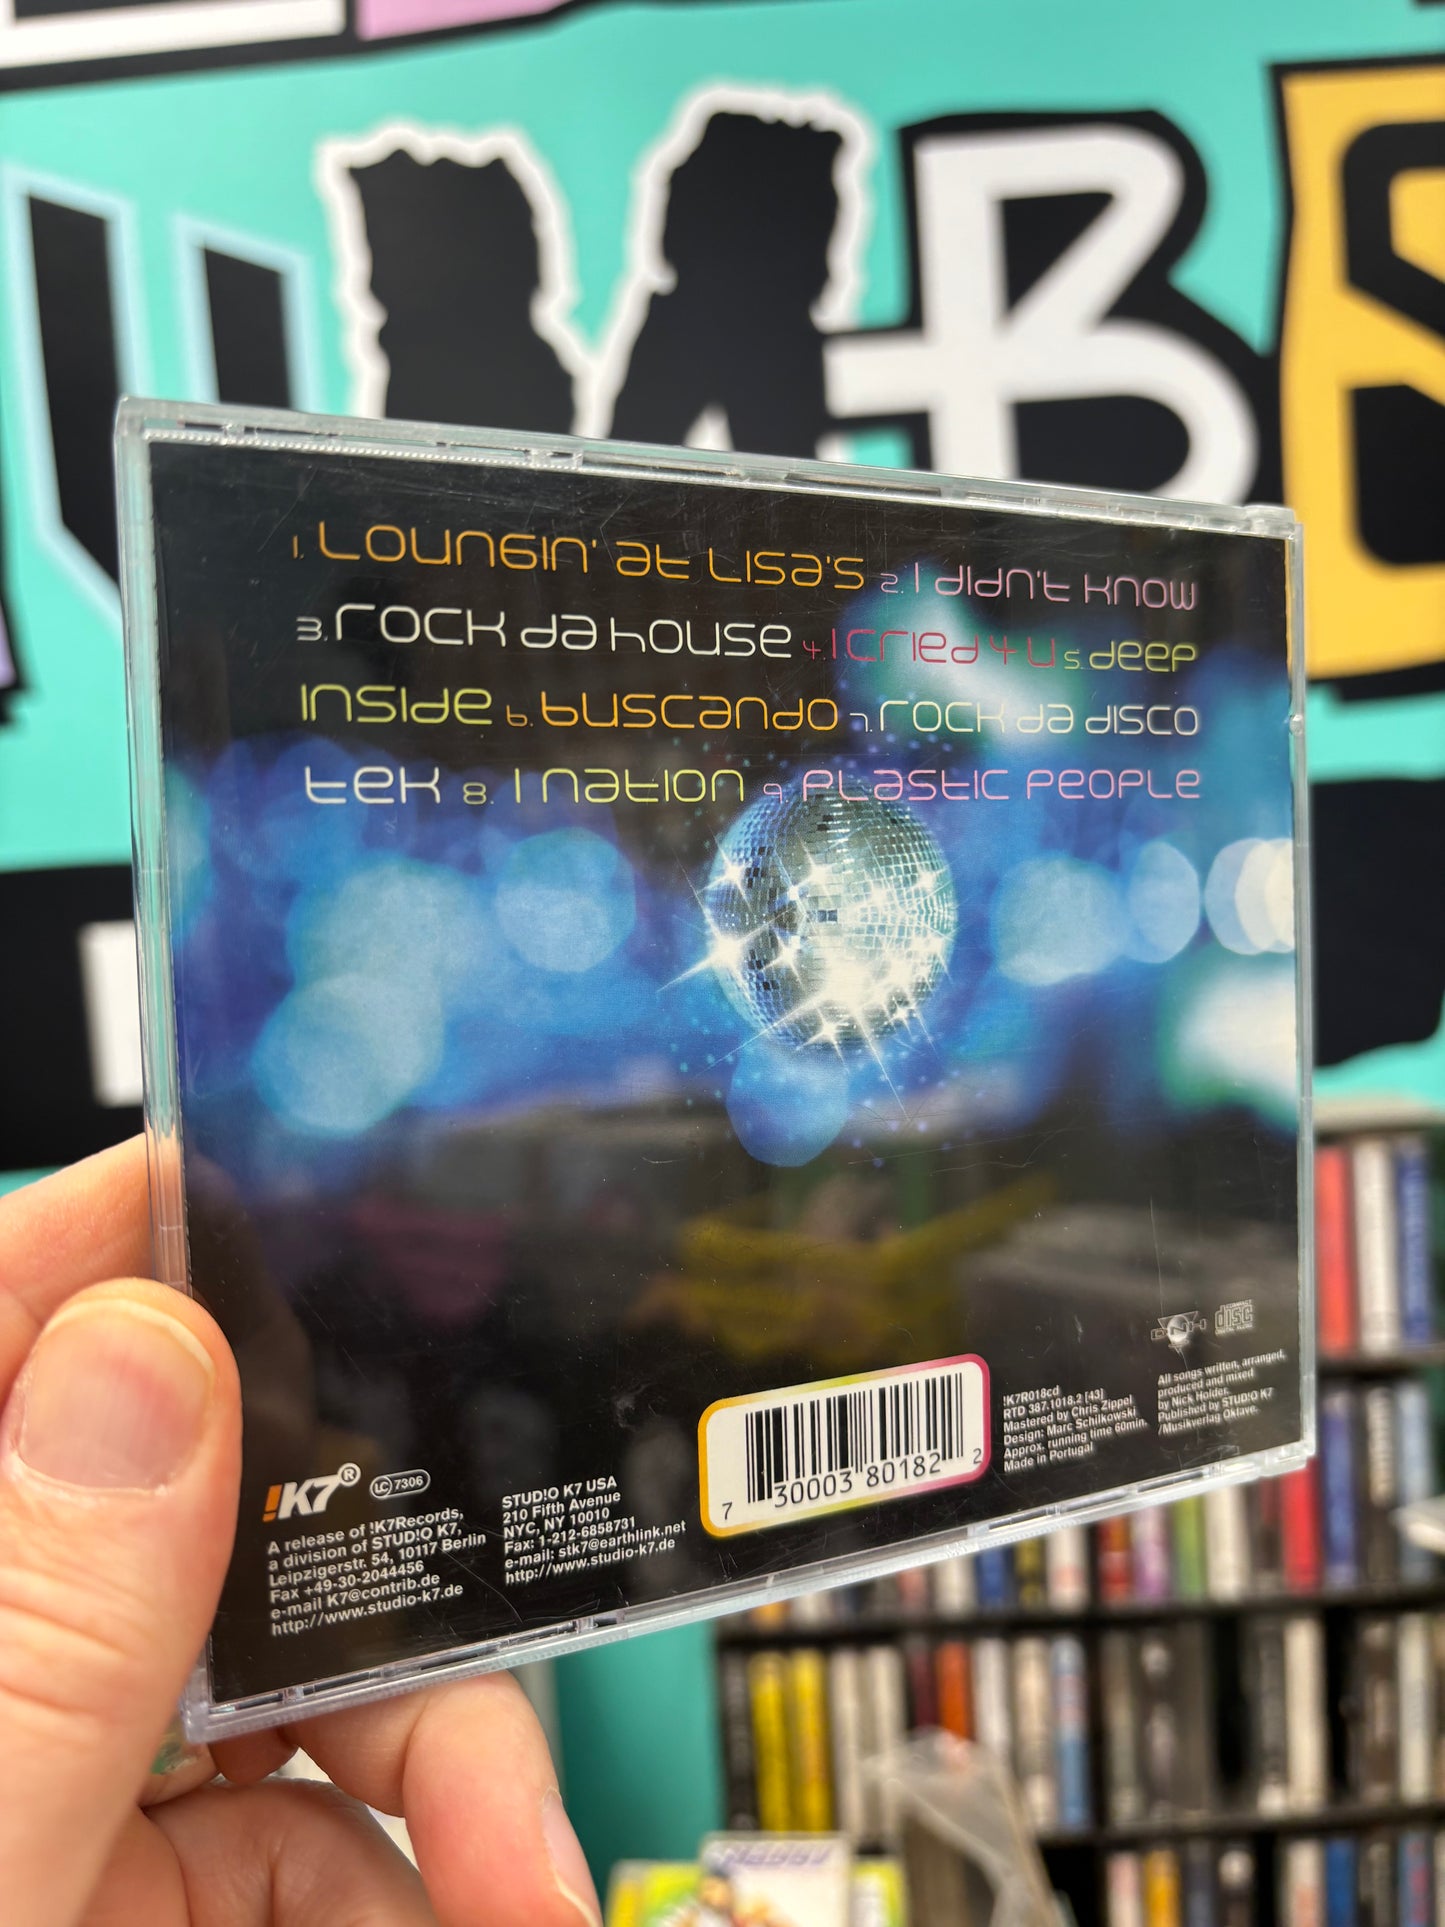 1. Loungin' at Lisa's 2. I didn't know
3. rock da house 4. I cried 4 U 5. deep
inside 6. buscando 7. rock da disco
tek 8. I nation 9. plastic people
!K7®
LC 7306
A release of !K7Records,
a division of STUD!O K7,
Leipzigerstr. 54, 10117 Berlin
Fax +49-30-2044456
e-mail K7@contrib.de
http://www.studio-k7.de
STUD!O K7 USA
210 Fifth Avenue
NYC, NY 10010
Fax: 1-212-6858731
e-mail: stk7@earthlink.net
http://www.studio-k7.de
7 30003 80182 2
!K7R018cd
RTD 387.1018.2 [43]
Mastered by Chris Zippel
Design: Marc Schilkowski
Approx. running time 60min.
Made in Portugal
DNH
COMPACT
disc
DIGITAL AUDIO
All songs written, arranged,
produced and mixed
by Nick Holder.
Published by STUD!O K7
/Musikverlag Oktave.